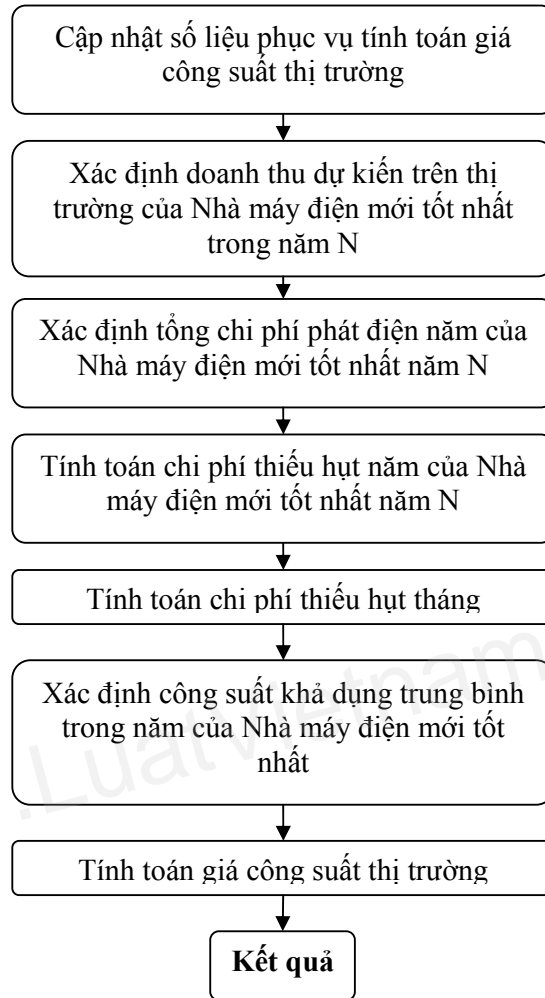 Cập nhật số liệu phục vụ tính toán giá
công suất thị trường
Xác định doanh thu dự kiến trên thị
trường của Nhà máy điện mới tốt nhất
trong năm N
Xác định tổng chi phí phát điện năm của
Nhà máy điện mới tốt nhất năm N
Tính toán chi phí thiếu hụt năm của Nhà
máy điện mới tốt nhất năm N
Tính toán chi phí thiếu hụt tháng
Xác định công suất khả dụng trung bình
trong năm của Nhà máy điện mới tốt
nhất
.LuatVietnam
Tính toán giá công suất thị trường
Kết quả